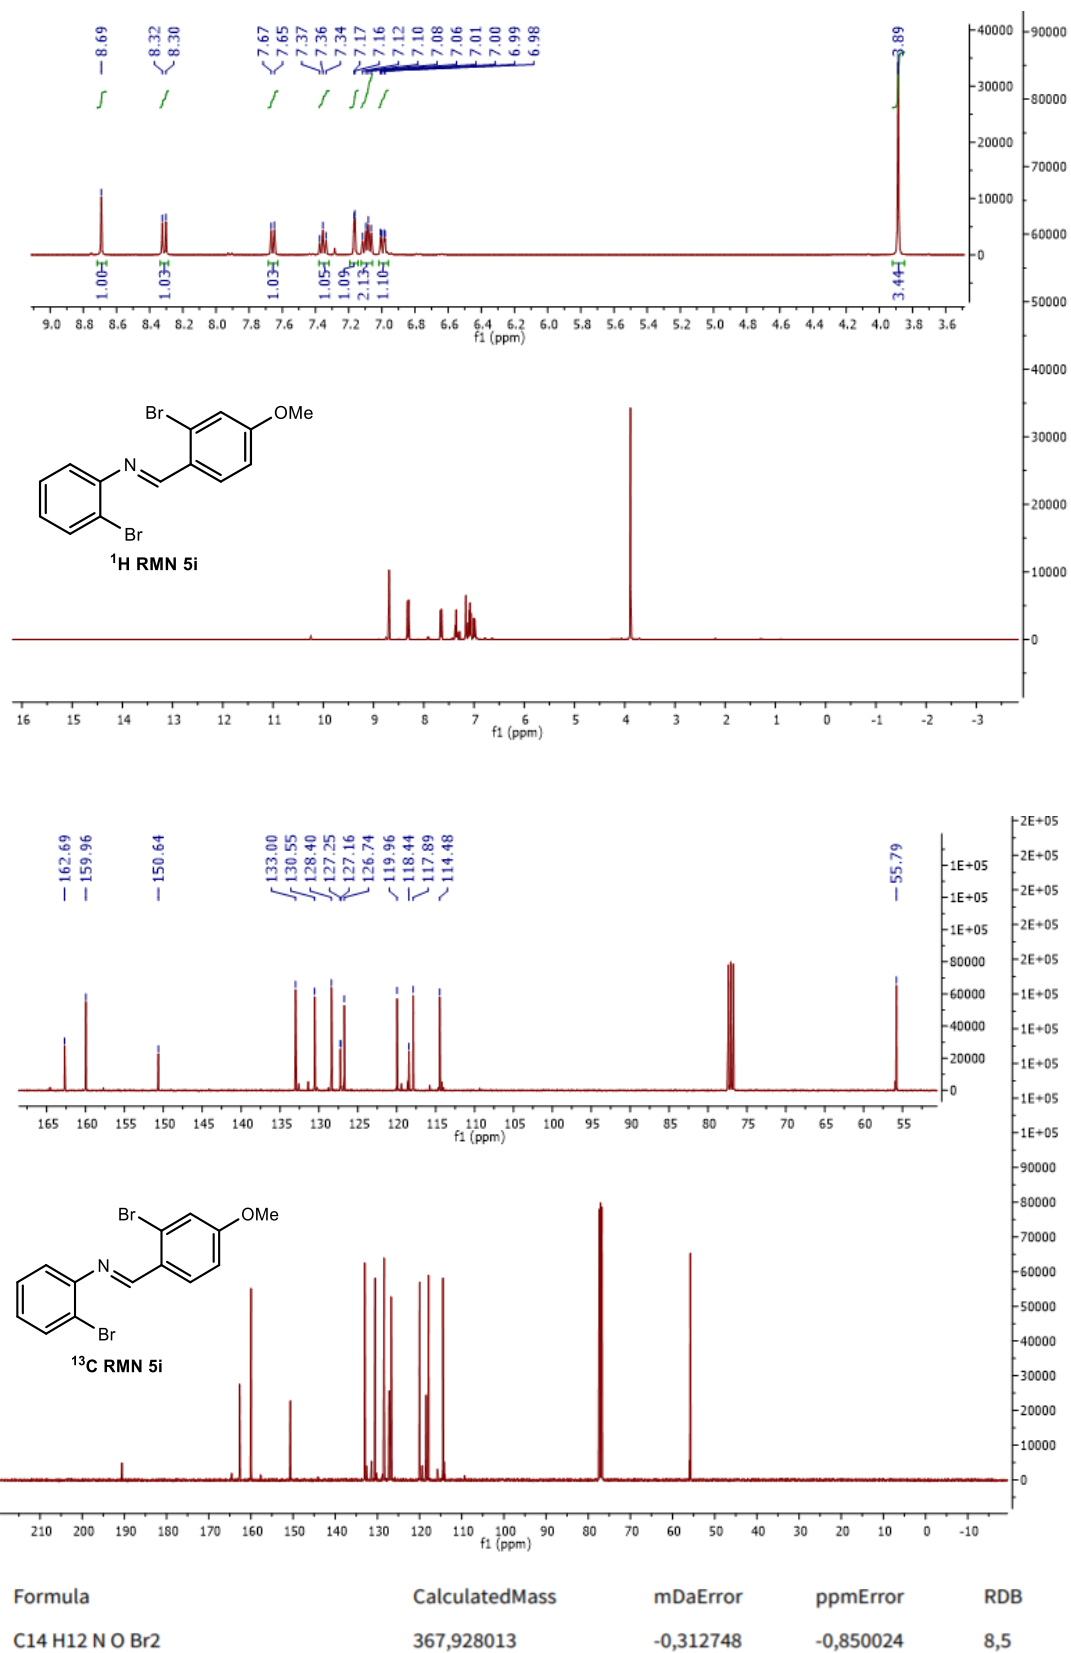 8.69 8.32 8.30 7.67 7.65 7.37 7.36 7.34 7.17 7.16 7.12 7.10 7.08 7.06 7.01 7.00 6.99 6.98 3.89
40000
30000
20000
10000
0
90000
80000
70000
60000
50000
40000
30000
20000
10000
0
1.00 1.03 1.03 1.05 1.09 2.13 1.10 3.44
9.0 8.8 8.6 8.4 8.2 8.0 7.8 7.6 7.4 7.2 7.0 6.8 6.6 6.4 6.2 6.0 5.8 5.6 5.4 5.2 5.0 4.8 4.6 4.4 4.2 4.0 3.8 3.6
f1 (ppm)
Br
OMe
N
Br
1H RMN 5i
16 15 14 13 12 11 10 9 8 7 6 5 4 3 2 1 0 -1 -2 -3
f1 (ppm)
162.69 159.96 150.64 133.00 130.55 128.40 127.25 127.16 126.74 119.96 118.44 117.89 114.48 55.79
1E+05
1E+05
1E+05
80000
60000
40000
20000
0
2E+05
2E+05
2E+05
2E+05
2E+05
1E+05
1E+05
1E+05
1E+05
1E+05
90000
80000
70000
60000
50000
40000
30000
20000
10000
0
165 160 155 150 145 140 135 130 125 120 115 110 105 100 95 90 85 80 75 70 65 60 55
f1 (ppm)
Br
OMe
N
Br
13C RMN 5i
210 200 190 180 170 160 150 140 130 120 110 100 90 80 70 60 50 40 30 20 10 0 -10
f1 (ppm)
Formula CalculatedMass mDaError ppmError RDB
C14 H12 N O Br2 367,928013 -0,312748 -0,850024 8,5